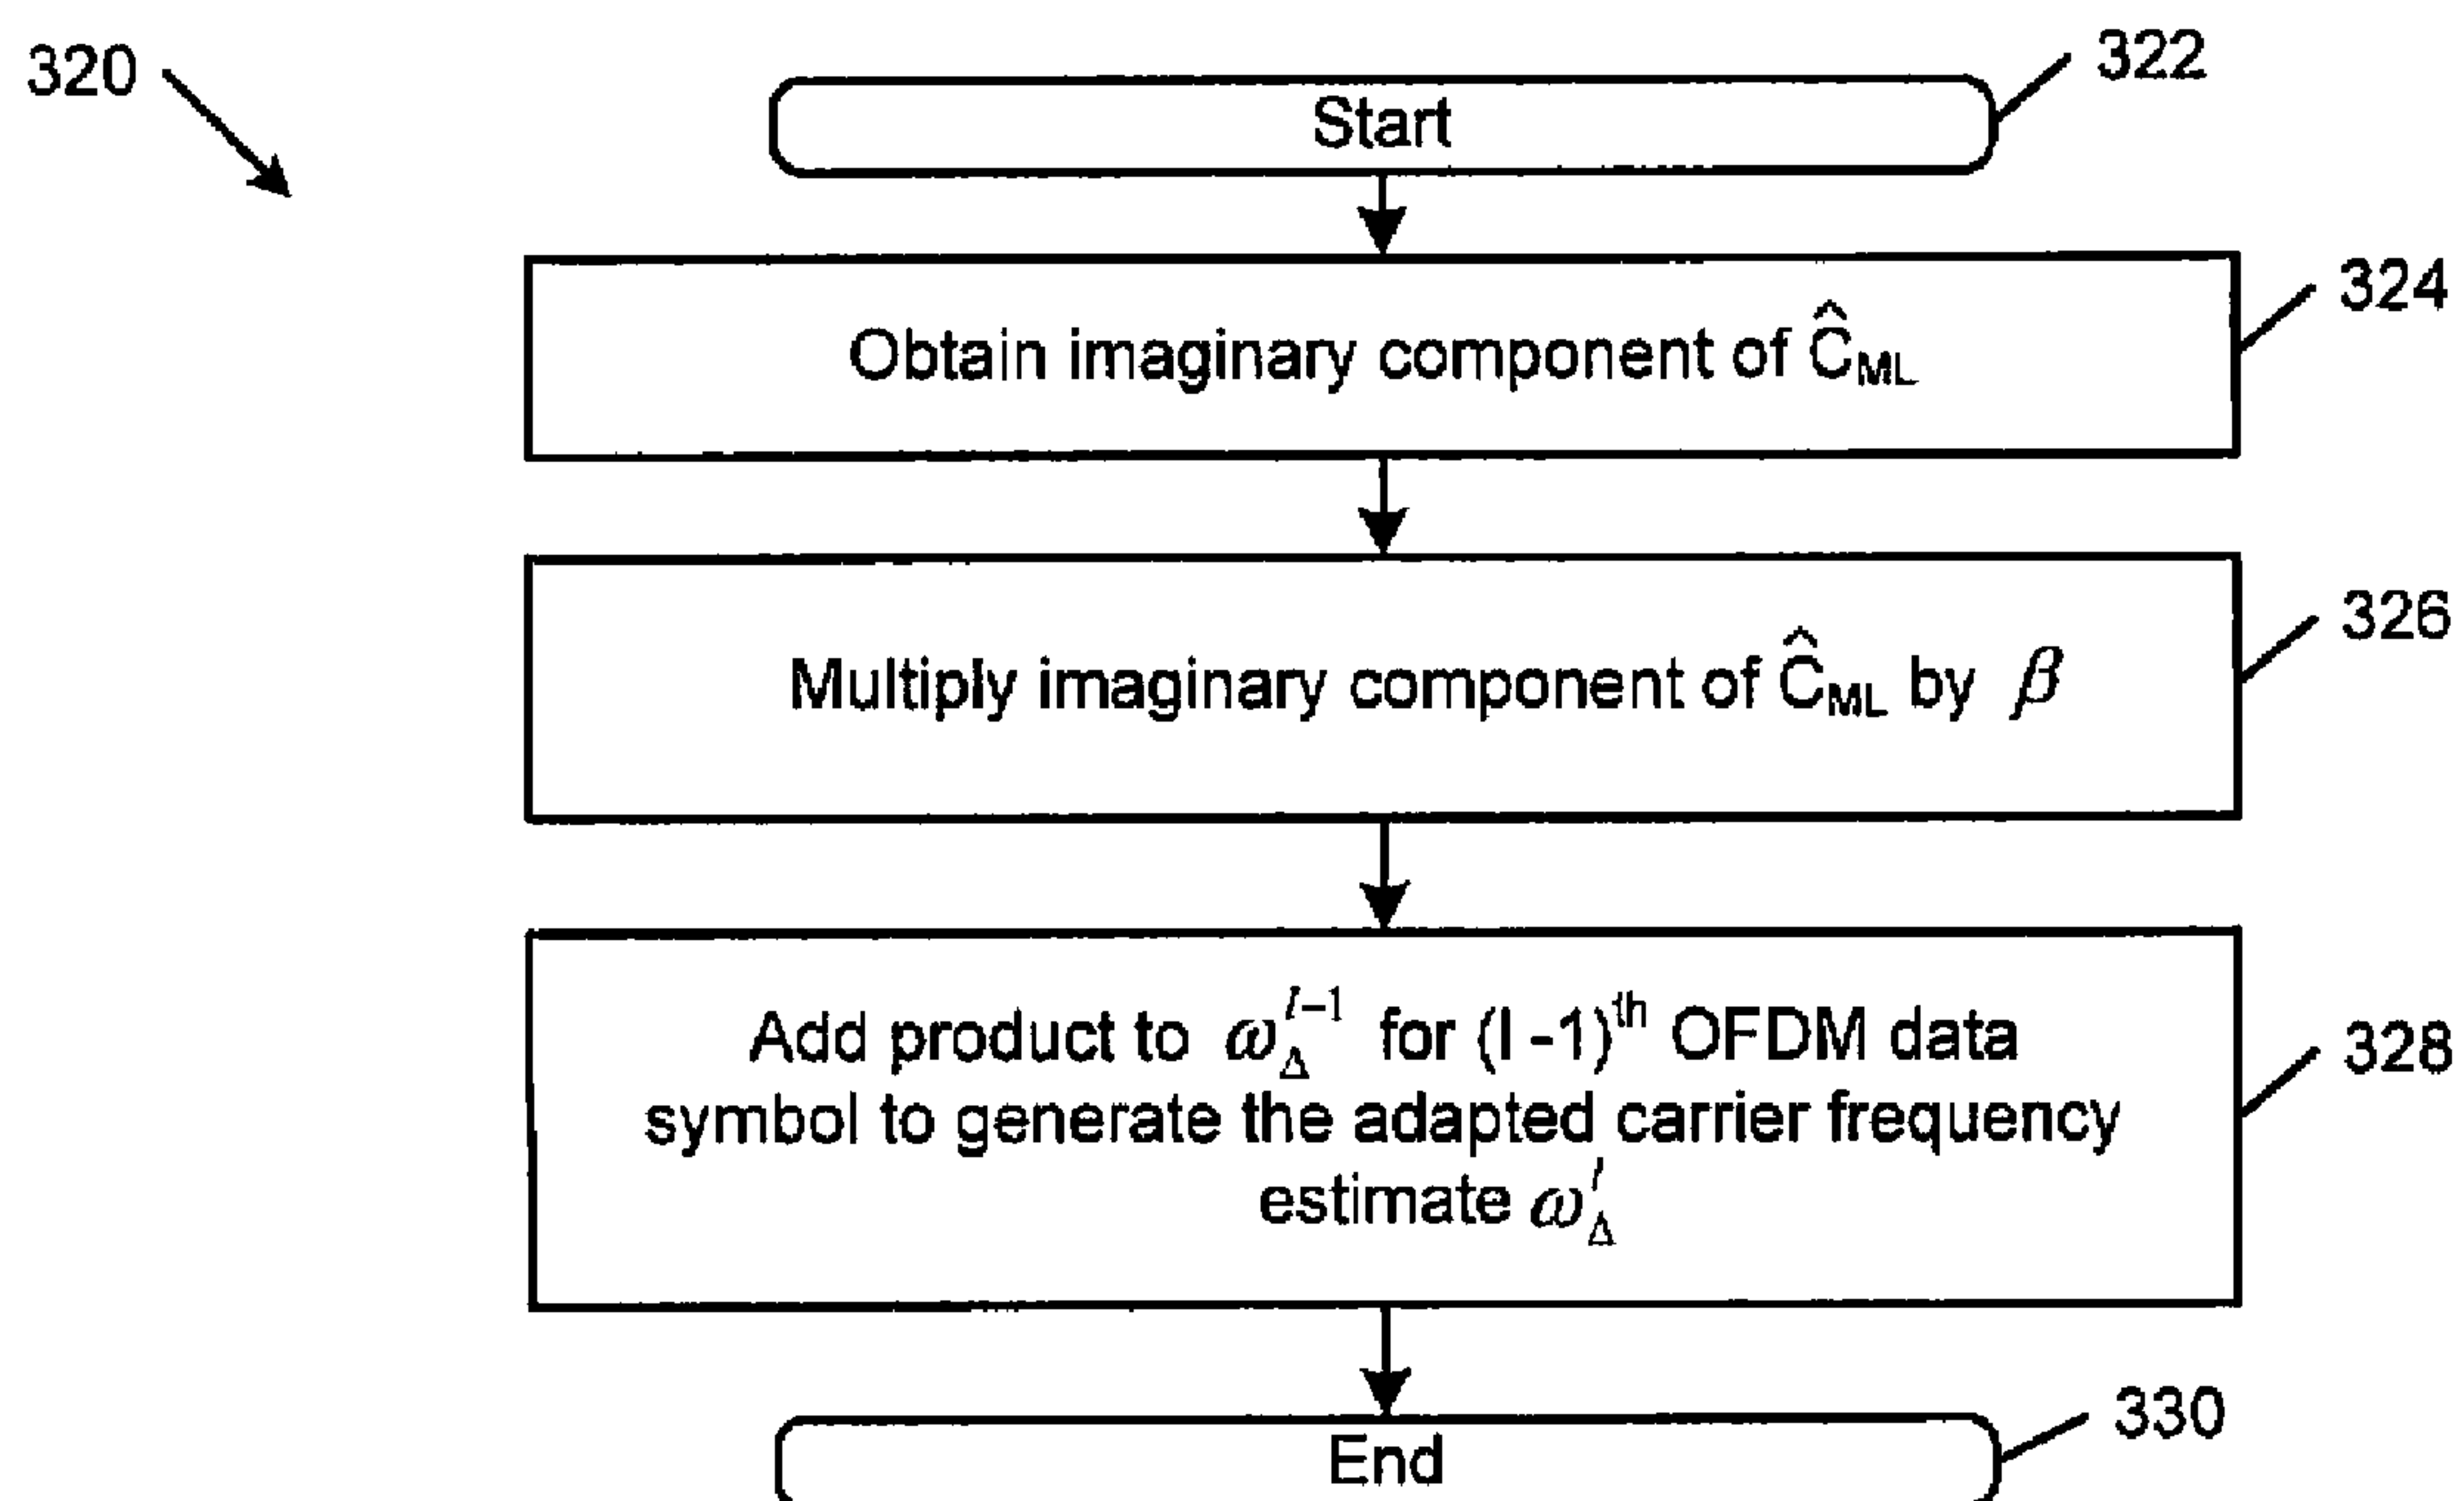 320
Start
322
Obtain imaginary component of Ĉ_ML
324
Multiply imaginary component of Ĉ_ML by β
326
Add product to ω_Δ^{l-1} for (l -1)^th OFDM data
symbol to generate the adapted carrier frequency
estimate ω_Δ^l
328
End
330